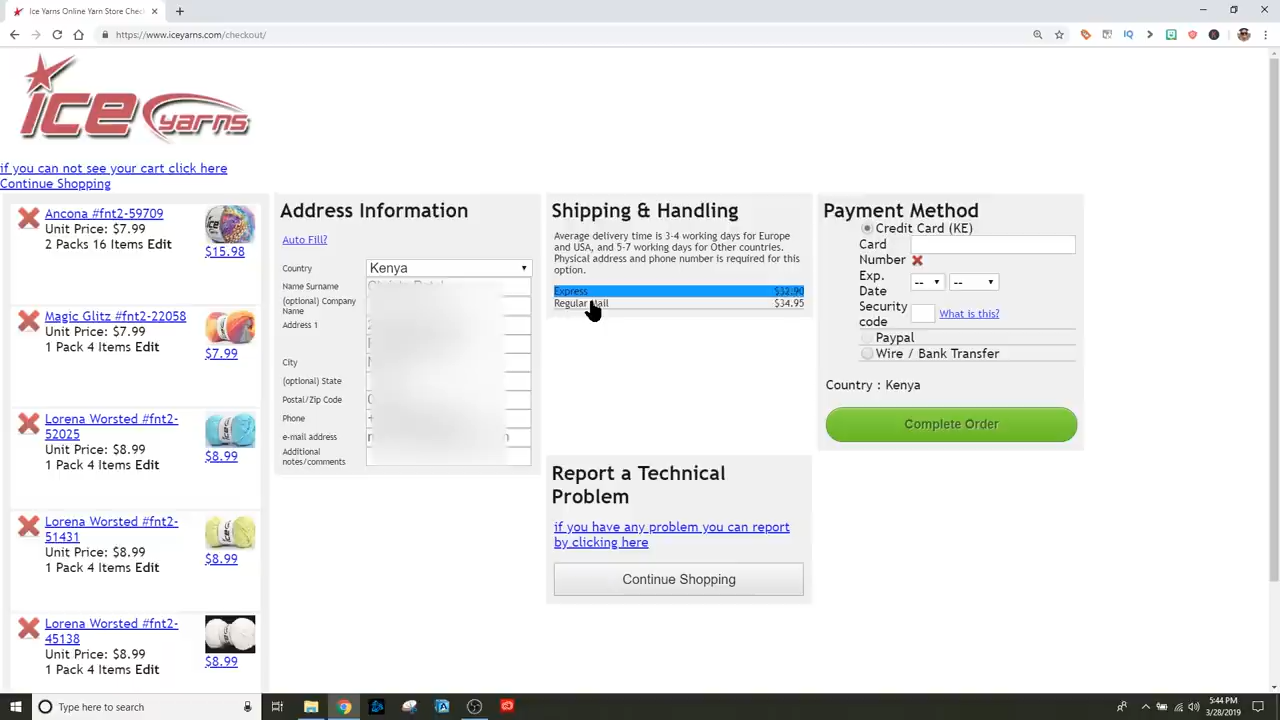 Ice Yarns Online Yarn Store Chec
https://www.iceyarns.com/checkout/
ice yarns
if you can not see your cart click here
Continue Shopping
Ancona #fnt2-59709
Unit Price: $7.99
2 Packs 16 Items Edit
$15.98
Magic Glitz #fnt2-22058
Unit Price: $7.99
1 Pack 4 Items Edit
$7.99
Lorena Worsted #fnt2-
52025
Unit Price: $8.99
1 Pack 4 Items Edit
$8.99
Lorena Worsted #fnt2-
51431
Unit Price: $8.99
1 Pack 4 Items Edit
$8.99
Lorena Worsted #fnt2-
45138
Unit Price: $8.99
1 Pack 4 Items Edit
$8.99
Address Information
Auto Fill?
Country Kenya
Name Surname
(optional) Company
Name
Address 1
City
(optional) State
Postal/Zip Code
Phone
e-mail address
Additional
notes/comments
Shipping & Handling
Average delivery time is 3-4 working days for Europe
and USA, and 5-7 working days for Other countries.
Physical address and phone number is required for this
option.
Express $32.90
Regular Mail $34.95
Report a Technical
Problem
if you have any problem you can report
by clicking here
Continue Shopping
Payment Method
Credit Card (KE)
Card
Number
Exp.
Date -- --
Security
code What is this?
Paypal
Wire / Bank Transfer
Country : Kenya
Complete Order
Type here to search
5:44 PM
3/28/2019